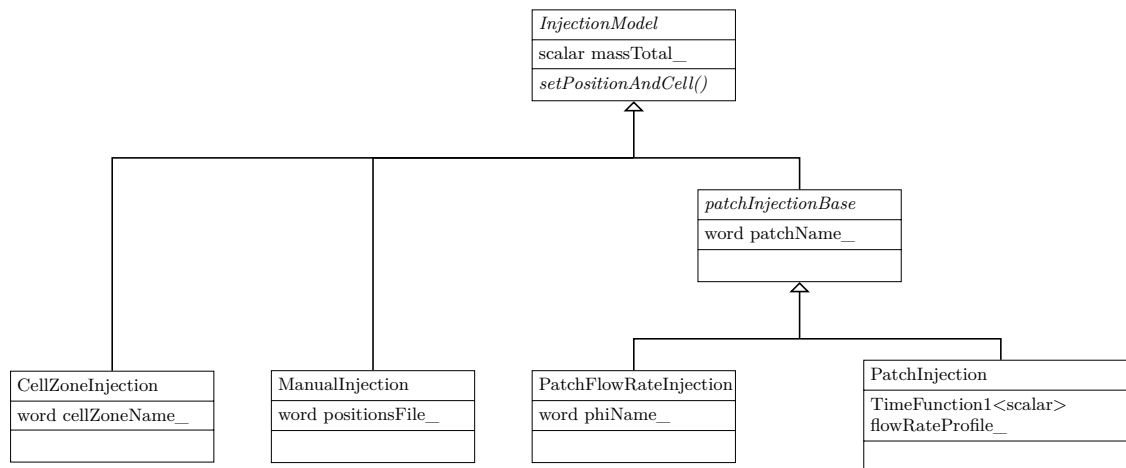 InjectionModel
scalar massTotal_
setPositionAndCell()
patchInjectionBase
word patchName_
CellZoneInjection
word cellZoneName_
ManualInjection
word positionsFile_
PatchFlowRateInjection
word phiName_
PatchInjection
TimeFunction1<scalar>
flowRateProfile_